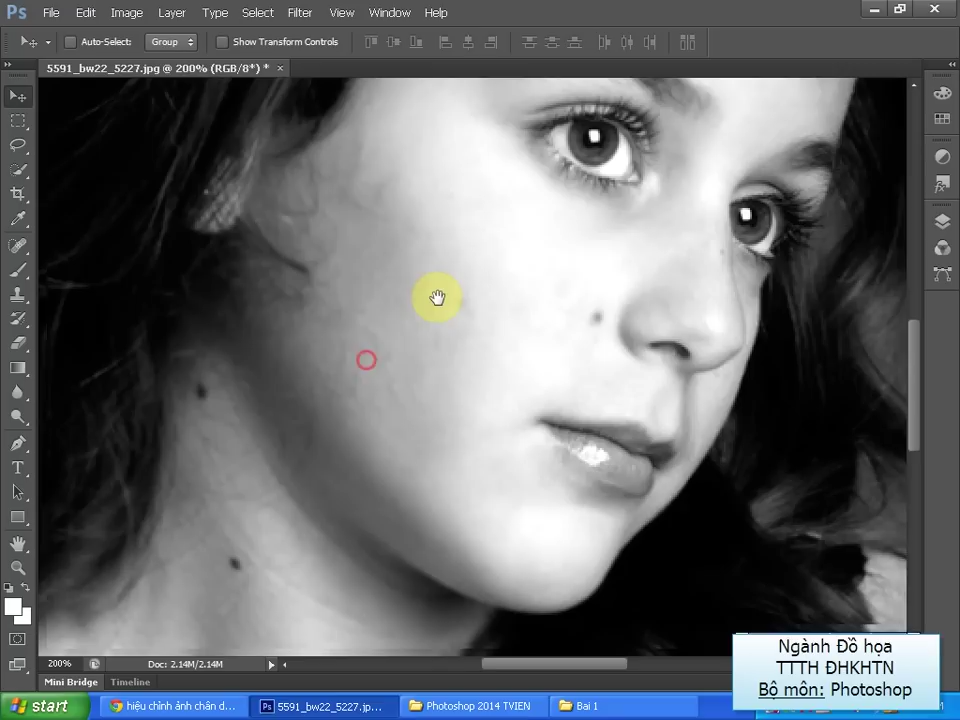 Ps File Edit Image Layer Type Select Filter View Window Help
Auto-Select: Group Show Transform Controls
5591_bw22_5227.jpg @ 200% (RGB/8*) *
200% Doc: 2.14M/2.14M
Mini Bridge Timeline
Ngành Đồ họa
TTTH ĐHKHTN
Bộ môn: Photoshop
start hiệu chỉnh ảnh chân d... Ps 5591_bw22_5227.jp... Photoshop 2014 TVIEN Bai 1